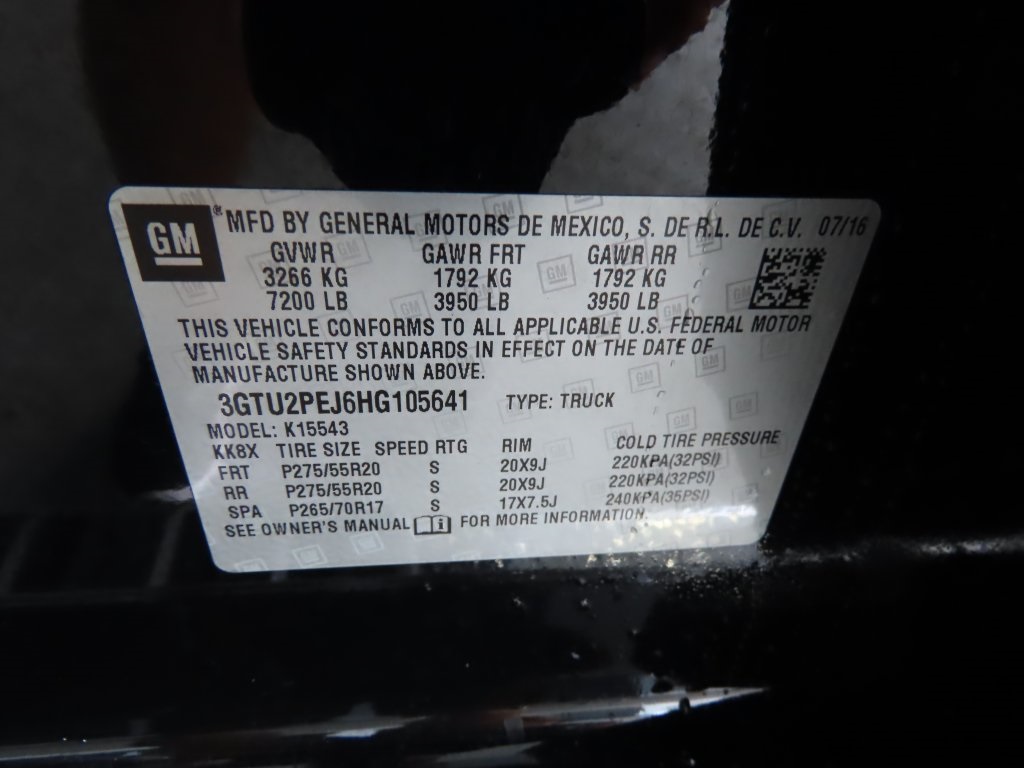 GM ® MFD BY GENERAL MOTORS DE MEXICO, S. DE R.L. DE C.V. 07/16
GVWR GAWR FRT GAWR RR
3266 KG 1792 KG 1792 KG
7200 LB 3950 LB 3950 LB
THIS VEHICLE CONFORMS TO ALL APPLICABLE U.S. FEDERAL MOTOR
VEHICLE SAFETY STANDARDS IN EFFECT ON THE DATE OF
MANUFACTURE SHOWN ABOVE.
3GTU2PEJ6HG105641 TYPE: TRUCK
MODEL: K15543
KK8X TIRE SIZE SPEED RTG RIM COLD TIRE PRESSURE
FRT P275/55R20 S 20X9J 220KPA(32PSI)
RR P275/55R20 S 20X9J 220KPA(32PSI)
SPA P265/70R17 S 17X7.5J 240KPA(35PSI)
SEE OWNER'S MANUAL i FOR MORE INFORMATION.